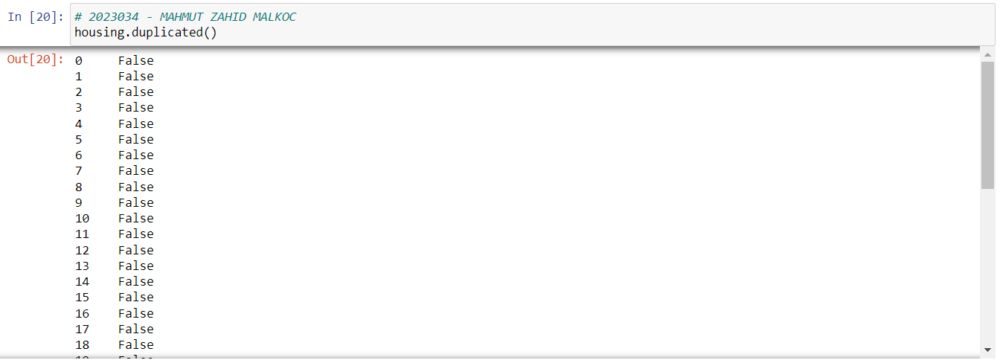 In [20]: # 2023034 - MAHMUT ZAHID MALKOC
housing.duplicated()
Out[20]: 0 False
1 False
2 False
3 False
4 False
5 False
6 False
7 False
8 False
9 False
10 False
11 False
12 False
13 False
14 False
15 False
16 False
17 False
18 False